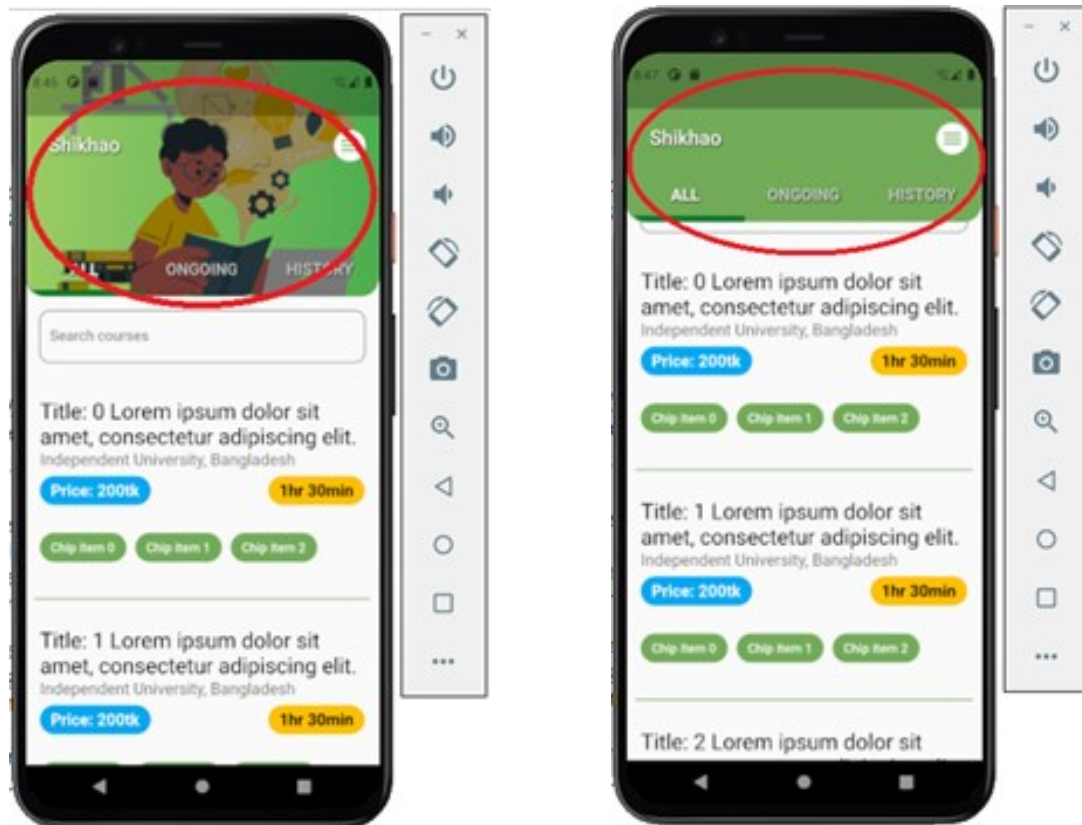 8:45
Shikhao
ALL ONGOING HISTORY
Search courses
Title: 0 Lorem ipsum dolor sit
amet, consectetur adipiscing elit.
Independent University, Bangladesh
Price: 200tk 1hr 30min
Chip Item 0 Chip Item 1 Chip Item 2
Title: 1 Lorem ipsum dolor sit
amet, consectetur adipiscing elit.
Independent University, Bangladesh
Price: 200tk 1hr 30min
8:47
Shikhao
ALL ONGOING HISTORY
Title: 0 Lorem ipsum dolor sit
amet, consectetur adipiscing elit.
Independent University, Bangladesh
Price: 200tk 1hr 30min
Chip Item 0 Chip Item 1 Chip Item 2
Title: 1 Lorem ipsum dolor sit
amet, consectetur adipiscing elit.
Independent University, Bangladesh
Price: 200tk 1hr 30min
Chip Item 0 Chip Item 1 Chip Item 2
Title: 2 Lorem ipsum dolor sit